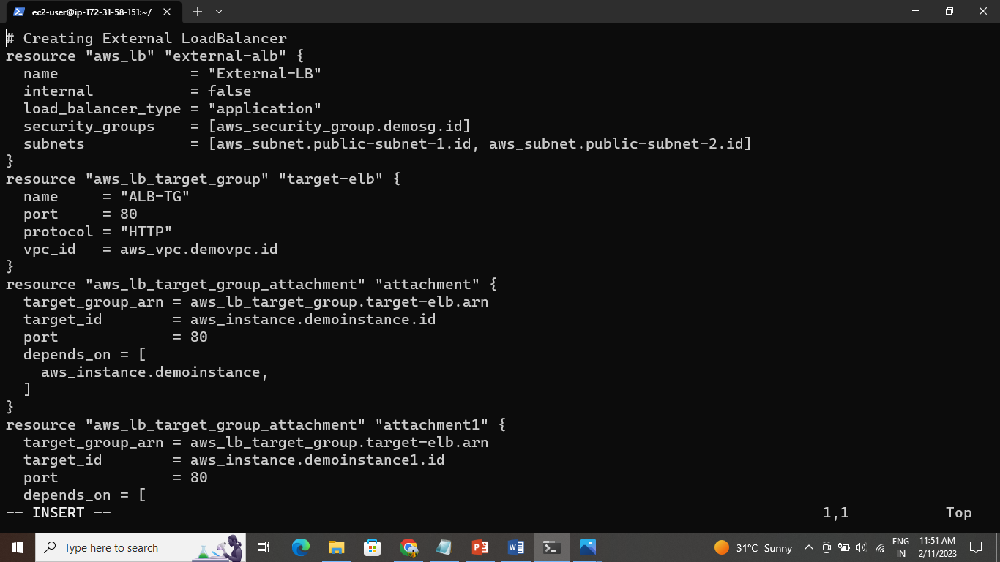 ec2-user@ip-172-31-58-151:~/
# Creating External LoadBalancer
resource "aws_lb" "external-alb" {
  name               = "External-LB"
  internal           = false
  load_balancer_type = "application"
  security_groups    = [aws_security_group.demosg.id]
  subnets            = [aws_subnet.public-subnet-1.id, aws_subnet.public-subnet-2.id]
}
resource "aws_lb_target_group" "target-elb" {
  name     = "ALB-TG"
  port     = 80
  protocol = "HTTP"
  vpc_id   = aws_vpc.demovpc.id
}
resource "aws_lb_target_group_attachment" "attachment" {
  target_group_arn = aws_lb_target_group.target-elb.arn
  target_id        = aws_instance.demoinstance.id
  port             = 80
  depends_on = [
    aws_instance.demoinstance,
  ]
}
resource "aws_lb_target_group_attachment" "attachment1" {
  target_group_arn = aws_lb_target_group.target-elb.arn
  target_id        = aws_instance.demoinstance1.id
  port             = 80
  depends_on = [
-- INSERT -- 1,1 Top
Type here to search
31°C Sunny
ENG
IN
11:51 AM
2/11/2023